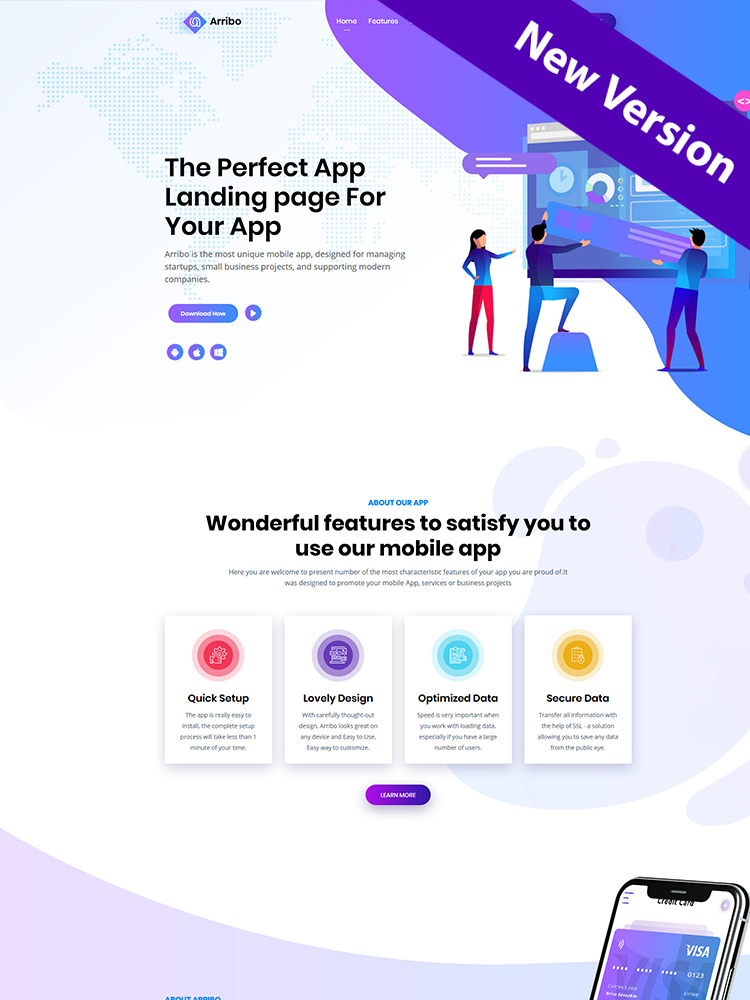 Arribo
Home
Features
New Version
The Perfect App
Landing page For
Your App
Arribo is the most unique mobile app, designed for managing
startups, small business projects, and supporting modern
companies.
Download Now
ABOUT OUR APP
Wonderful features to satisfy you to
use our mobile app
Here you are welcome to present number of the most characteristic features of your app you are proud of.It
was designed to promote your mobile App, services or business projects
Quick Setup
The app is really easy to
install, the complete setup
process will take less than 1
minute of your time.
Lovely Design
With carefully thought-out
design, Arribo looks great on
any device and Easy to Use,
Easy way to customize.
Optimized Data
Speed is very important when
you work with loading data,
especially if you have a large
number of users.
Secure Data
Transfer all information with
the help of SSL - a solution
allowing you to save any data
from the public eye.
LEARN MORE
Credit Card
VISA
0123
ABOUT ARRIBO